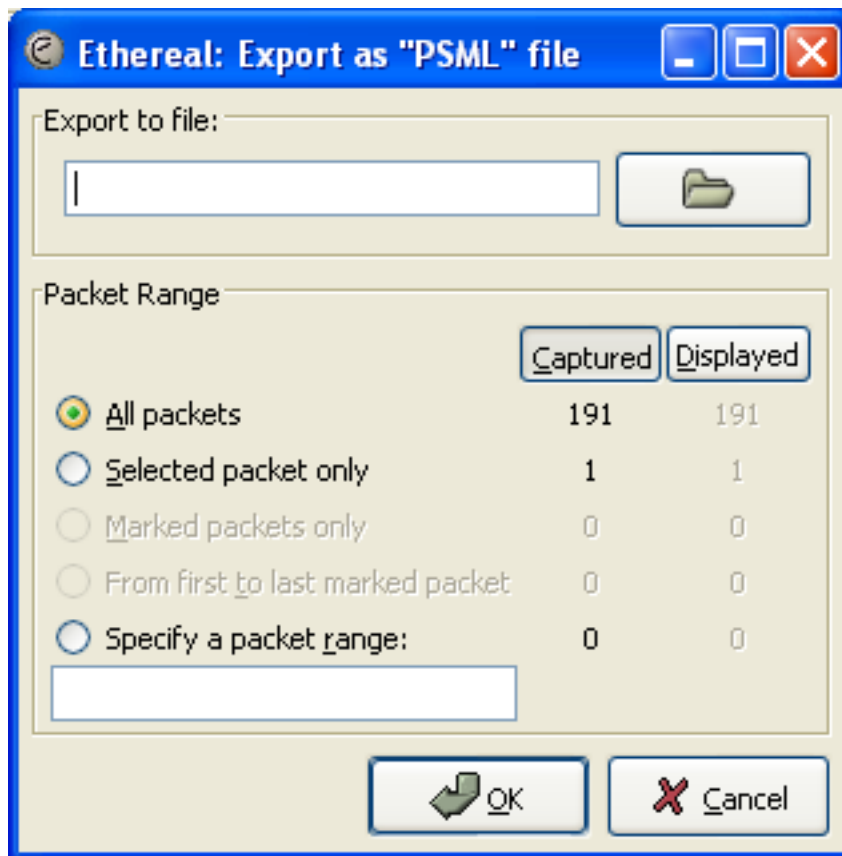 Ethereal: Export as "PSML" file
Export to file:
Packet Range
Captured Displayed
All packets 191 191
Selected packet only 1 1
Marked packets only 0 0
From first to last marked packet 0 0
Specify a packet range: 0 0
OK Cancel